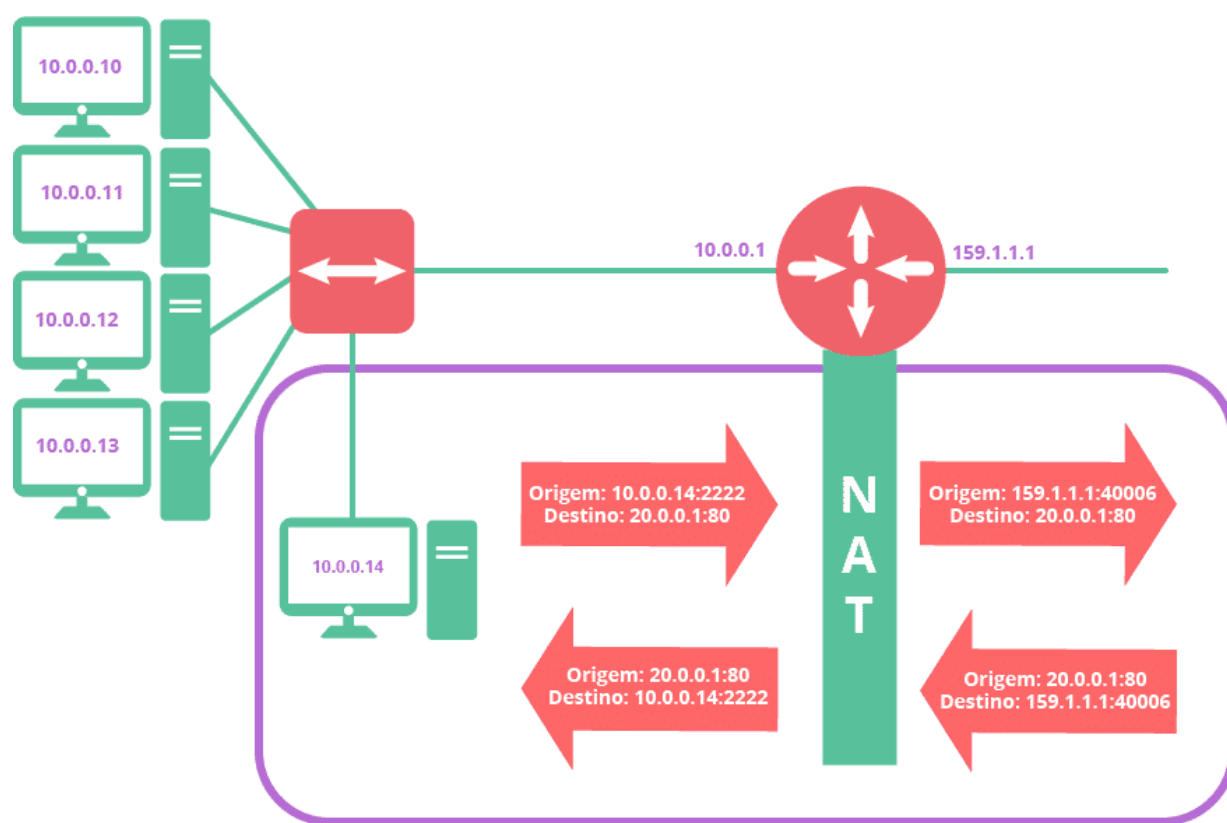 10.0.0.10
10.0.0.11
10.0.0.12
10.0.0.13
10.0.0.1
159.1.1.1
10.0.0.14
Origem: 10.0.0.14:2222
Destino: 20.0.0.1:80
N
A
T
Origem: 159.1.1.1:40006
Destino: 20.0.0.1:80
Origem: 20.0.0.1:80
Destino: 10.0.0.14:2222
Origem: 20.0.0.1:80
Destino: 159.1.1.1:40006